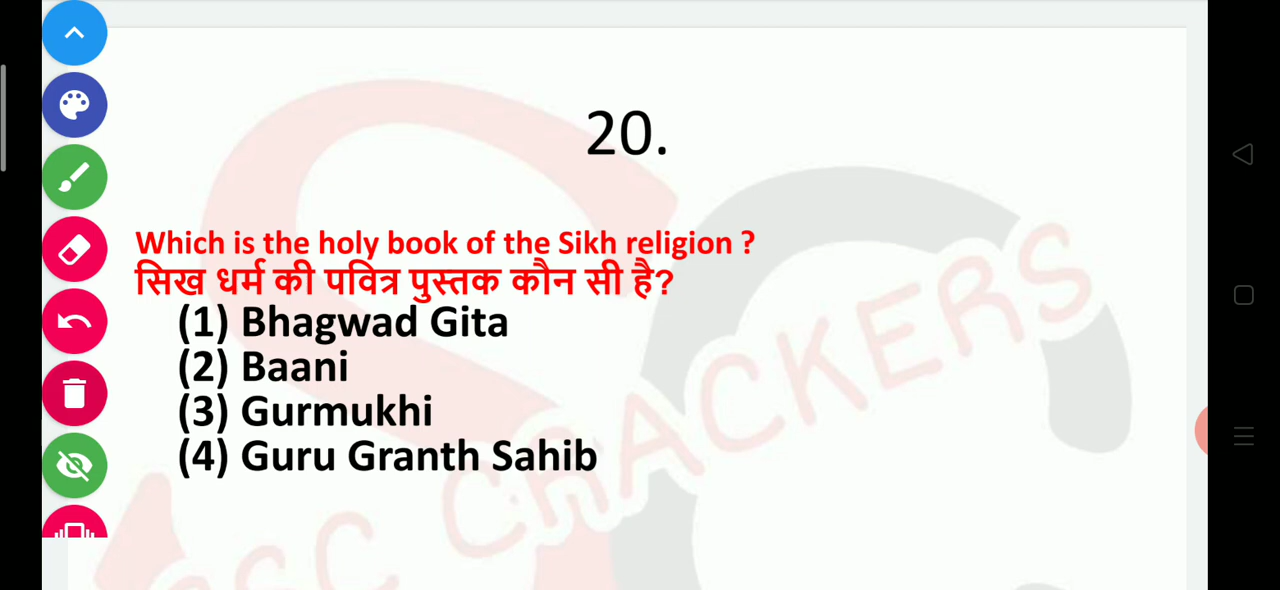 20.
Which is the holy book of the Sikh religion ?
सिख धर्म की पवित्र पुस्तक कौन सी है?
(1) Bhagwad Gita
(2) Baani
(3) Gurmukhi
(4) Guru Granth Sahib
SSC CRACKERS